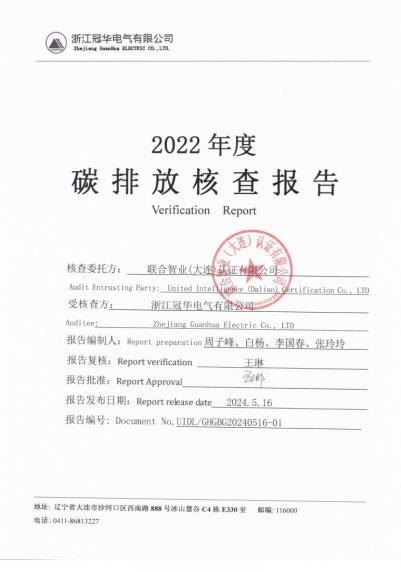 浙江冠华电气有限公司
Zhejiang GuanHua ELECTRIC CO.,LTD.
2022 年度
碳排放核查报告
Verification Report
核查委托方： 联合智业(大连)认证有限公司
Audit Entrusting Party: United Intelligence (Dalian) Certification Co., LTD
受核查方： 浙江冠华电气有限公司
Auditee: Zhejiang Guanhua Electric Co., LTD
报告编制人：Report preparation 周子峰、白杨、李国春、张玲玲
报告复核：Report verification 王琳
报告批准：Report Approval
报告发布日期：Report release date 2024.5.16
报告编号: Document No.UIDL/GHGBG20240516-01
地址: 辽宁省大连市沙河口区西南路 888 号冰山慧谷 C4 栋 E330 室 邮编: 116000
电话.: 0411-86813227